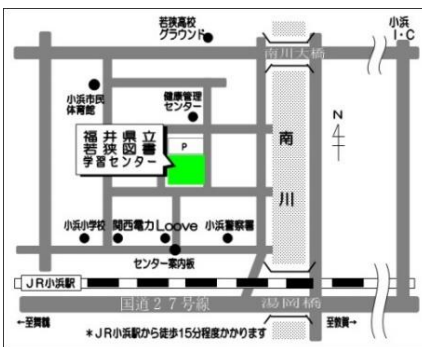 若狭高校
グラウンド
小浜
I・C
南川大橋
小浜市民
体育館
健康管理
センター
福井県立
若狭図書
学習センター
P
N
南
川
小浜小学校
関西電力
Loove
小浜警察署
センター案内板
JR小浜駅
国道27号線
湯岡橋
←至舞鶴
至敦賀→
*JR小浜駅から徒歩15分程度かかります